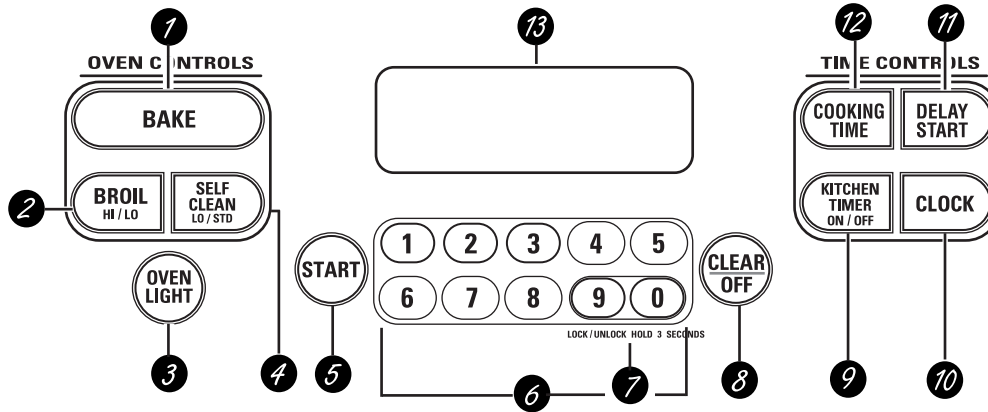 1
13
12
11
OVEN CONTROLS
TIME CONTROLS
BAKE
COOKING
TIME
DELAY
START
2
BROIL
HI / LO
SELF
CLEAN
LO / STD
KITCHEN
TIMER
ON / OFF
CLOCK
OVEN
LIGHT
START
1 2 3 4 5
6 7 8 9 0
CLEAR
OFF
LOCK / UNLOCK HOLD 3 SECONDS
3
4
5
6
7
8
9
10